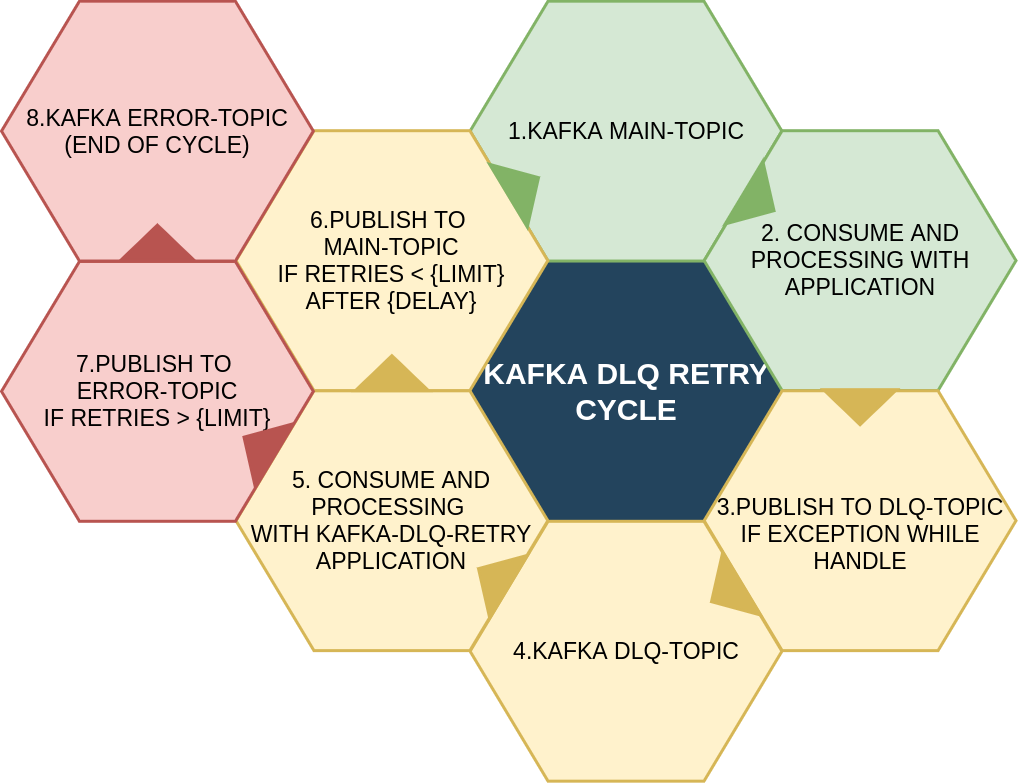 8.KAFKA ERROR-TOPIC
(END OF CYCLE)
1.KAFKA MAIN-TOPIC
6.PUBLISH TO
MAIN-TOPIC
IF RETRIES < {LIMIT}
AFTER {DELAY}
2. CONSUME AND
PROCESSING WITH
APPLICATION
KAFKA DLQ RETRY
CYCLE
7.PUBLISH TO
ERROR-TOPIC
IF RETRIES > {LIMIT}
5. CONSUME AND
PROCESSING
WITH KAFKA-DLQ-RETRY
APPLICATION
3.PUBLISH TO DLQ-TOPIC
IF EXCEPTION WHILE
HANDLE
4.KAFKA DLQ-TOPIC